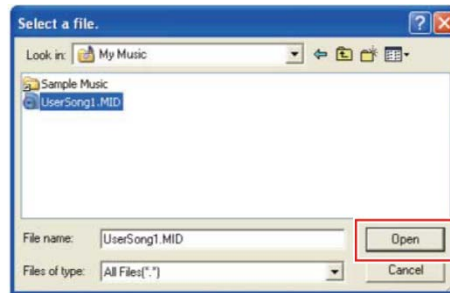 Select a file.
Look in: My Music
Sample Music
UserSong1.MID
File name: UserSong1.MID Open
Files of type: All Files(*.*) Cancel